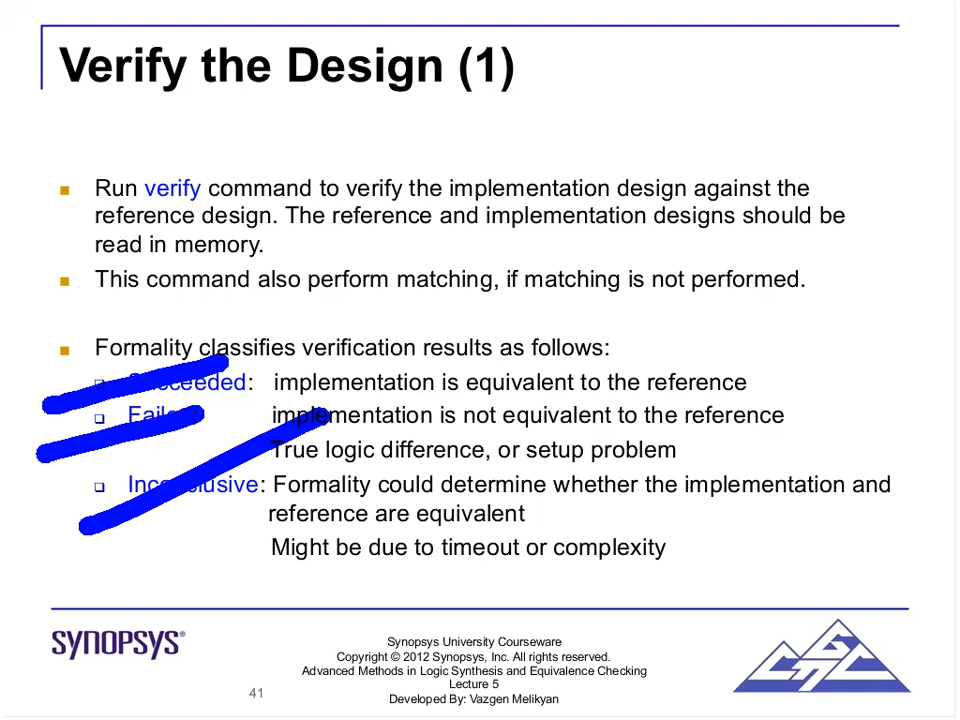 Verify the Design (1)
Run verify command to verify the implementation design against the
reference design. The reference and implementation designs should be
read in memory.
This command also perform matching, if matching is not performed.
Formality classifies verification results as follows:
Succeeded: implementation is equivalent to the reference
implementation is not equivalent to the reference
True logic difference, or setup problem
Inconclusive: Formality could determine whether the implementation and
reference are equivalent
Might be due to timeout or complexity
SYNOPSYS®
Synopsys University Courseware
Copyright © 2012 Synopsys, Inc. All rights reserved.
Advanced Methods in Logic Synthesis and Equivalence Checking
Lecture 5
41
Developed By: Vazgen Melikyan